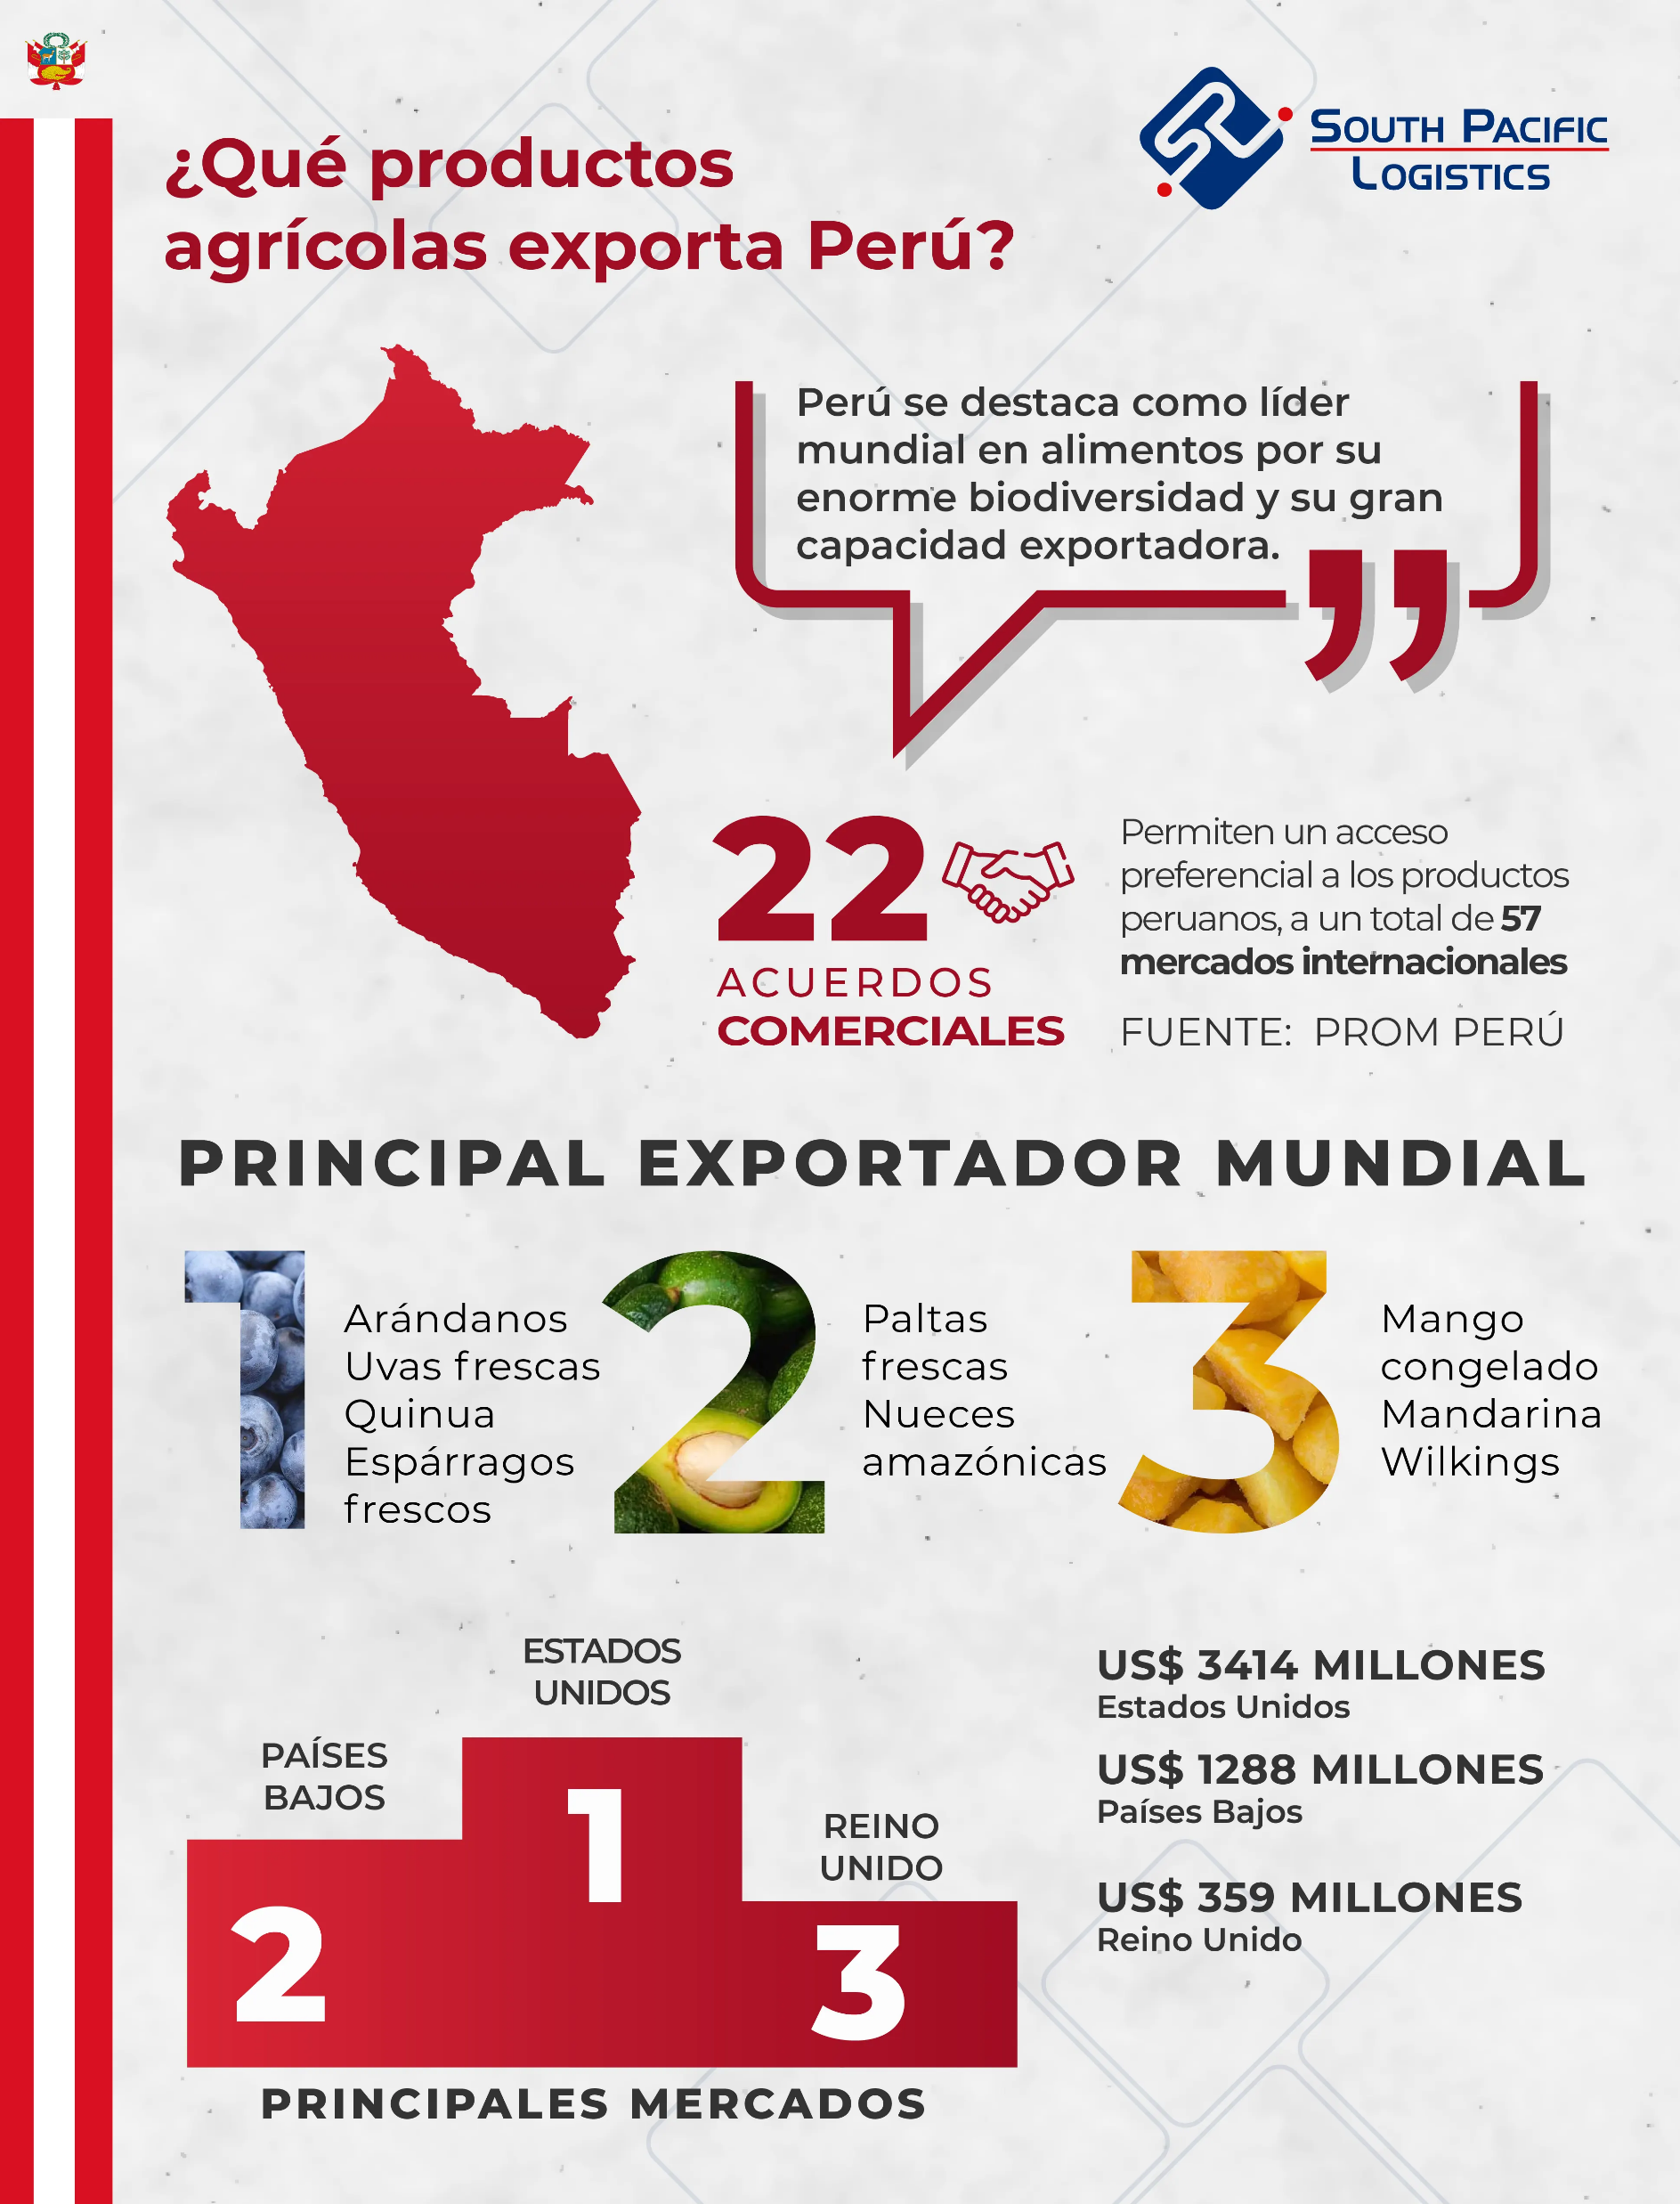 SOUTH PACIFIC
LOGISTICS
¿Qué productos
agrícolas exporta Perú?
Perú se destaca como líder
mundial en alimentos por su
enorme biodiversidad y su gran
capacidad exportadora.
”
22
ACUERDOS
COMERCIALES
Permiten un acceso
preferencial a los productos
peruanos, a un total de 57
mercados internacionales
FUENTE: PROM PERÚ
PRINCIPAL EXPORTADOR MUNDIAL
1
Arándanos
Uvas frescas
Quinua
Espárragos
frescos
2
Paltas
frescas
Nueces
amazónicas
3
Mango
congelado
Mandarina
Wilkings
ESTADOS
UNIDOS
1
PAÍSES
BAJOS
2
REINO
UNIDO
3
PRINCIPALES MERCADOS
US$ 3414 MILLONES
Estados Unidos
US$ 1288 MILLONES
Países Bajos
US$ 359 MILLONES
Reino Unido